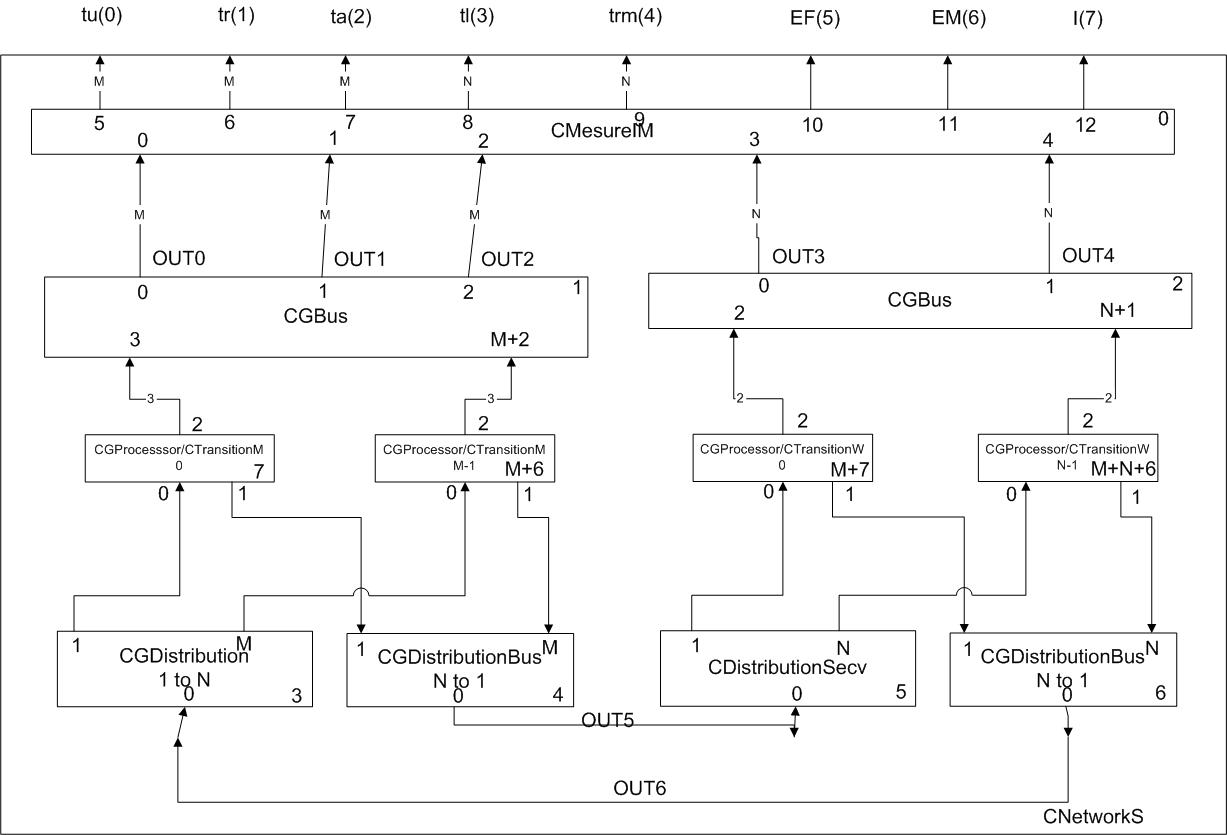 tu(0) tr(1) ta(2) tl(3) trm(4) EF(5) EM(6) I(7)
M M M N N
5 6 7 8 9 10 11 12 0
CMesureIM
0 1 2 3 4
M M M N N
OUT0 OUT1 OUT2 OUT3 OUT4
0 1 2 1 0 1 2
CGBus CGBus
3 M+2 2 N+1
3 3 2 2
2 2 2 2
CGProcesssor/CTransitionM CGProcessor/CTransitionM CGProcessor/CTransitionW CGProcessor/CTransitionW
0 7 M-1 M+6 0 M+7 N-1 M+N+6
0 1 0 1 0 1 0 1
1 M 1 M 1 N 1 N
CGDistribution CGDistributionBus CDistributionSecv CGDistributionBus
1 to N N to 1 N to 1
0 3 0 4 0 5 0 6
OUT5
OUT6
CNetworkS